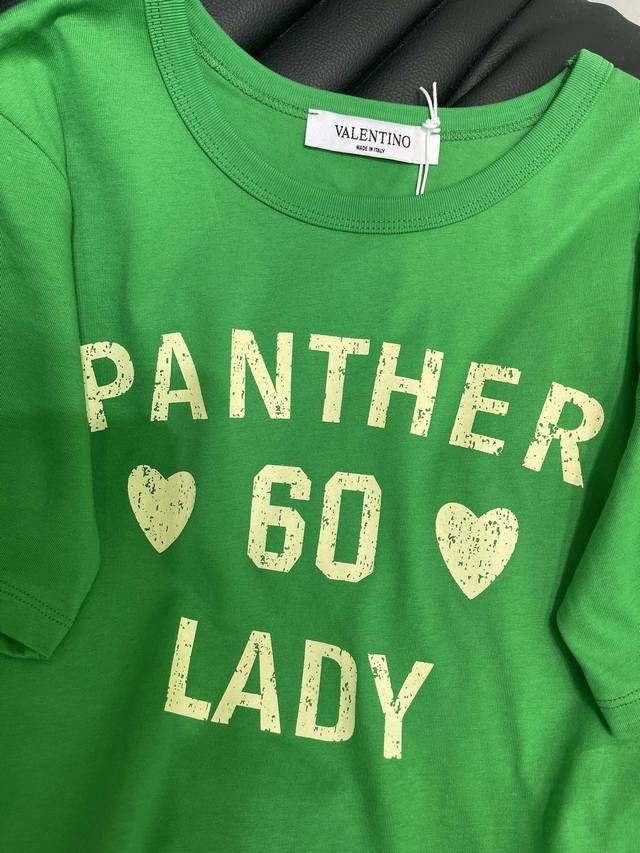 VALENTINO
MADE IN ITALY
PANTHER
60
LADY